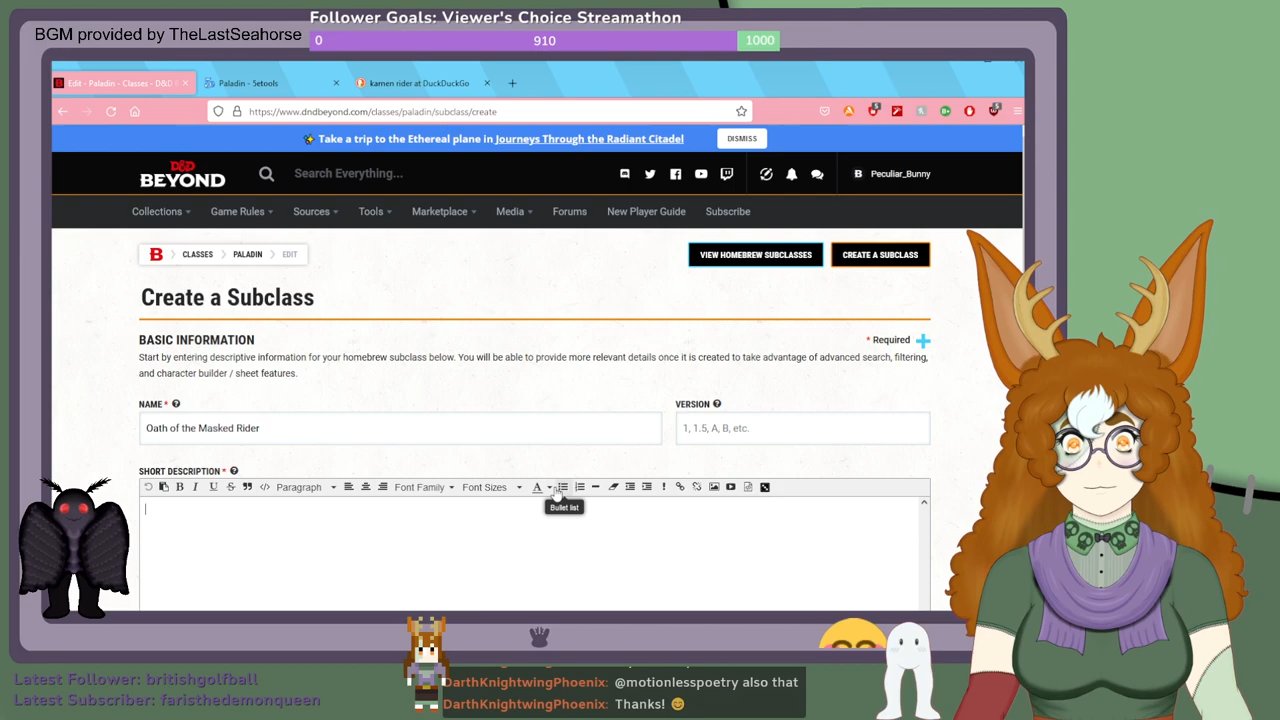 Follower Goals: Viewer's Choice Streamathon
BGM provided by TheLastSeahorse
0 910 1000
Edit - Paladin - Classes - D&D
Paladin - 5etools
kamen rider at DuckDuckGo
https://www.dndbeyond.com/classes/paladin/subclass/create
Take a trip to the Ethereal plane in Journeys Through the Radiant Citadel
DISMISS
D&D
BEYOND
Search Everything...
Peculiar_Bunny
Collections Game Rules Sources Tools Marketplace Media Forums New Player Guide Subscribe
B CLASSES PALADIN EDIT
VIEW HOMEBREW SUBCLASSES
CREATE A SUBCLASS
Create a Subclass
BASIC INFORMATION
* Required
Start by entering descriptive information for your homebrew subclass below. You will be able to provide more relevant details once it is created to take advantage of advanced search, filtering,
and character builder / sheet features.
NAME *
VERSION
Oath of the Masked Rider
1, 1.5, A, B, etc.
SHORT DESCRIPTION *
B I U S Paragraph Font Family Font Sizes A
Bullet list
DarthKnightwingPhoenix: @motionlesspoetry also that
DarthKnightwingPhoenix: Thanks!
Latest Follower: britishgolfball
Latest Subscriber: faristhedemonqueen